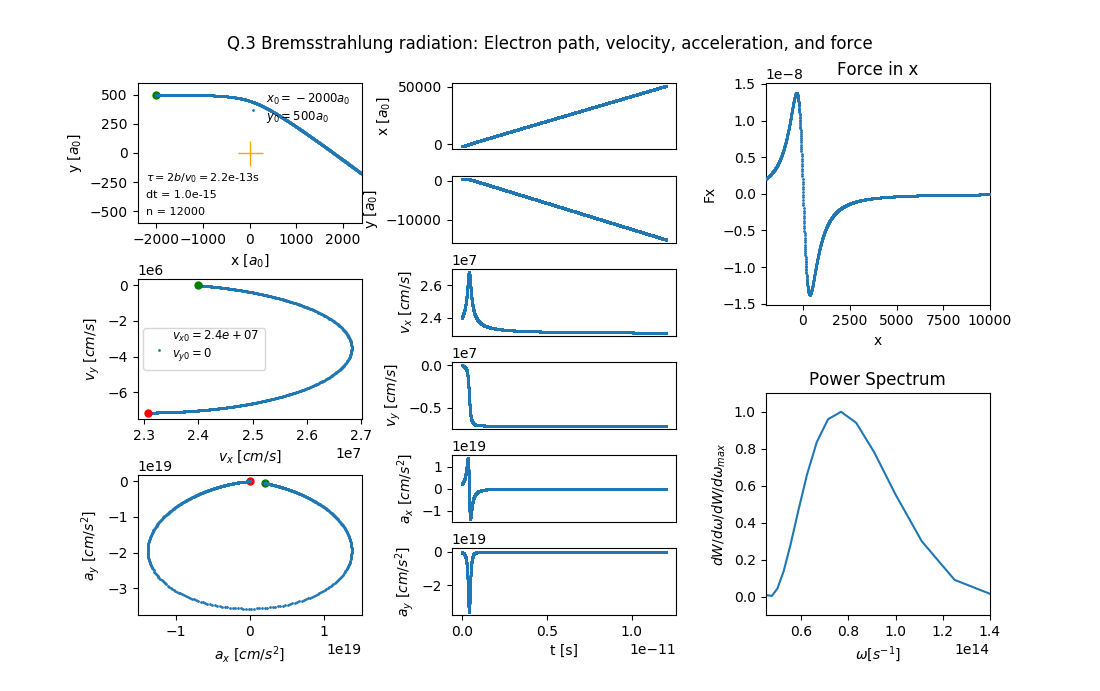 Q.3 Bremsstrahlung radiation: Electron path, velocity, acceleration, and force
500
250
0
−250
−500
y [a₀]
x₀ = −2000a₀
y₀ = 500a₀
τ = 2b/v₀ = 2.2e-13s
dt = 1.0e-15
n = 12000
−2000 −1000 0 1000 2000
x [a₀]
1e6
0
−2
−4
−6
v_y [cm/s]
v_x0 = 2.4e + 07
v_y0 = 0
2.3 2.4 2.5 2.6 2.7
v_x [cm/s]
1e7
1e19
0
−1
−2
−3
a_y [cm/s²]
−1 0 1
a_x [cm/s²]
1e19
50000
0
x [a₀]
0
−10000
y [a₀]
1e7
2.6
2.4
v_x [cm/s]
1e7
0.0
−0.5
v_y [cm/s]
1e19
1
0
−1
a_x [cm/s²]
1e19
0
−2
a_y [cm/s²]
0.0 0.5 1.0
t [s]
1e−11
Force in x
1e−8
1.5
1.0
0.5
0.0
−0.5
−1.0
−1.5
Fx
0 2500 5000 7500 10000
x
Power Spectrum
1.0
0.8
0.6
0.4
0.2
0.0
dW/dω/dW/dω_max
0.6 0.8 1.0 1.2 1.4
ω[s⁻¹]
1e14